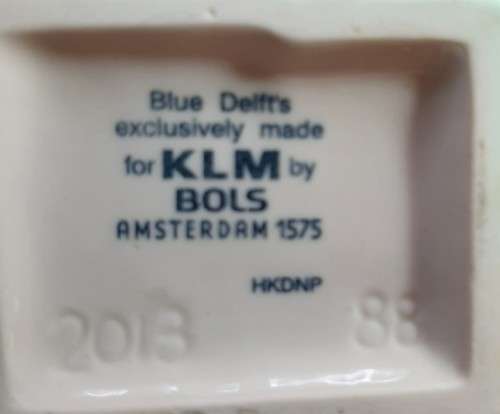 Blue Delft's
exclusively made
for KLM by
BOLS
AMSTERDAM 1575
HKDNP
2013 88